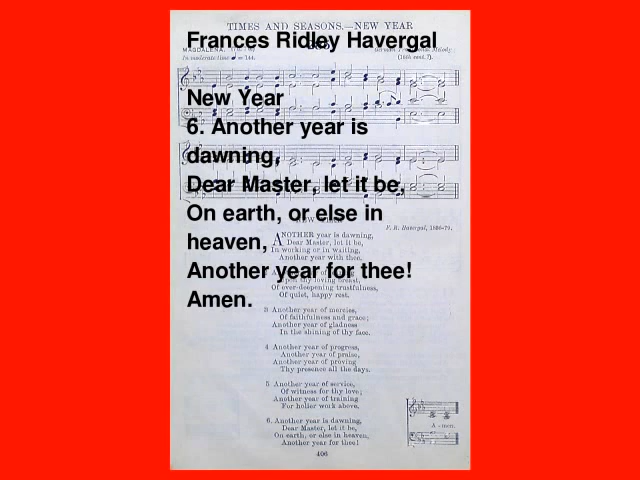 TIMES AND SEASONS.—NEW YEAR
Frances Ridley Havergal
MAGDALENA.
In moderate time = 144.
New Year
6. Another year is
dawning,
Dear Master, let it be,
On earth, or else in
heaven,
Another year for thee!
Amen.
F. R. Havergal, 1836-79.
ANOTHER year is dawning,
Dear Master, let it be,
In working or in waiting,
Another year with thee.
Of ever-deepening trustfulness,
Of quiet, happy rest.
3 Another year of mercies,
Of faithfulness and grace;
Another year of gladness
In the shining of thy face.
4 Another year of progress,
Another year of praise,
Another year of proving
Thy presence all the days.
5 Another year of service,
Of witness for thy love;
Another year of training
For holier work above.
6. Another year is dawning,
Dear Master, let it be,
On earth, or else in heaven,
Another year for thee!
A - men.
406